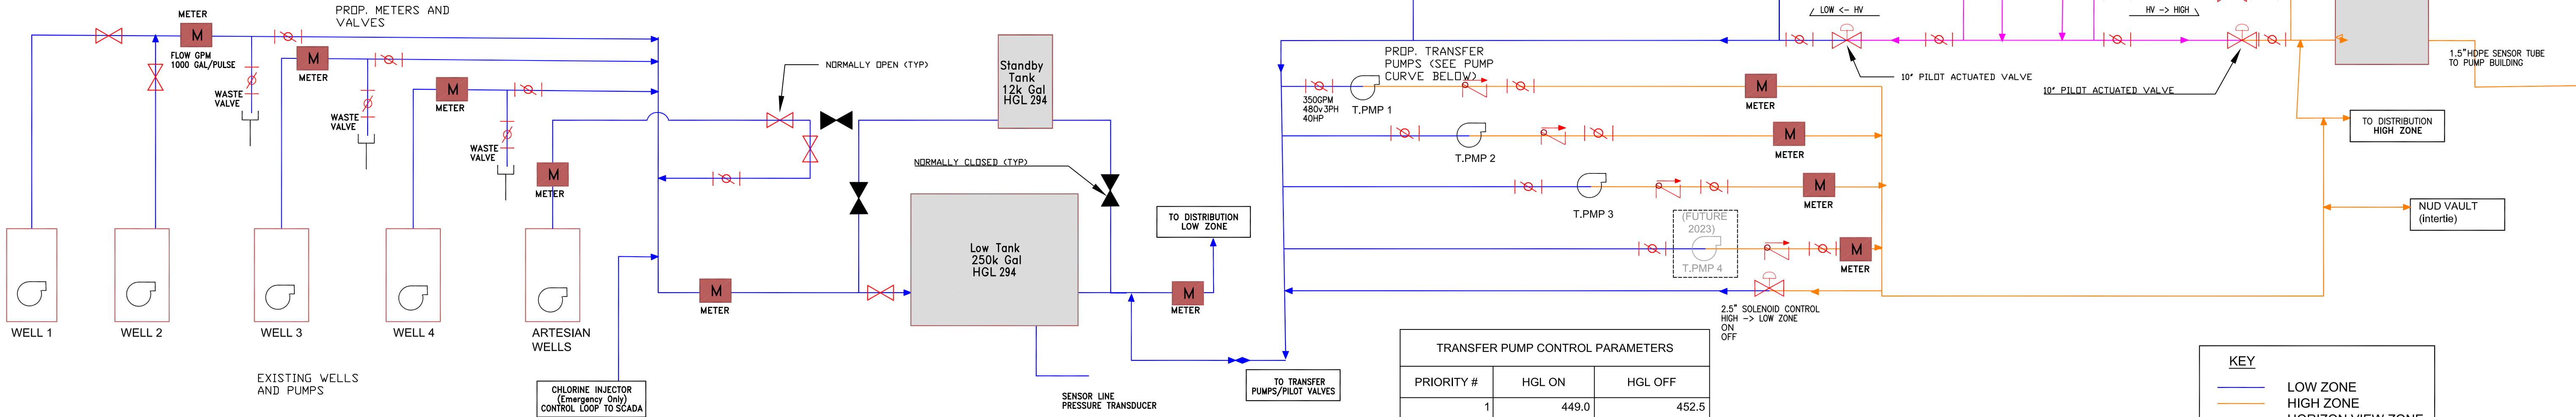 PROP. METERS AND
VALVES
METER
M
FLOW GPM
1000 GAL/PULSE
M
METER
WASTE
VALVE
METER
M
WASTE
VALVE
WASTE
VALVE
M
METER
WELL 1
WELL 2
WELL 3
WELL 4
ARTESIAN
WELLS
EXISTING WELLS
AND PUMPS
CHLORINE INJECTOR
(Emergency Only)
CONTROL LOOP TO SCADA
NORMALLY OPEN (TYP)
Standby
Tank
12k Gal
HGL 294
NORMALLY CLOSED (TYP)
Low Tank
250k Gal
HGL 294
M
METER
TO DISTRIBUTION
LOW ZONE
M
METER
SENSOR LINE
PRESSURE TRANSDUCER
TO TRANSFER
PUMPS/PILOT VALVES
PROP. TRANSFER
PUMPS (SEE PUMP
CURVE BELOW)
350GPM
480v3PH
40HP
T.PMP 1
M
METER
T.PMP 2
M
METER
T.PMP 3
M
METER
(FUTURE
2023)
T.PMP 4
M
METER
2.5" SOLENOID CONTROL
HIGH -> LOW ZONE
ON
OFF
LOW <- HV
HV -> HIGH
10" PILOT ACTUATED VALVE
10" PILOT ACTUATED VALVE
1.5"HDPE SENSOR TUBE
TO PUMP BUILDING
TO DISTRIBUTION
HIGH ZONE
NUD VAULT
(intertie)
TRANSFER PUMP CONTROL PARAMETERS
PRIORITY # HGL ON HGL OFF
1 449.0 452.5
KEY
LOW ZONE
HIGH ZONE
HORIZON VIEW ZONE